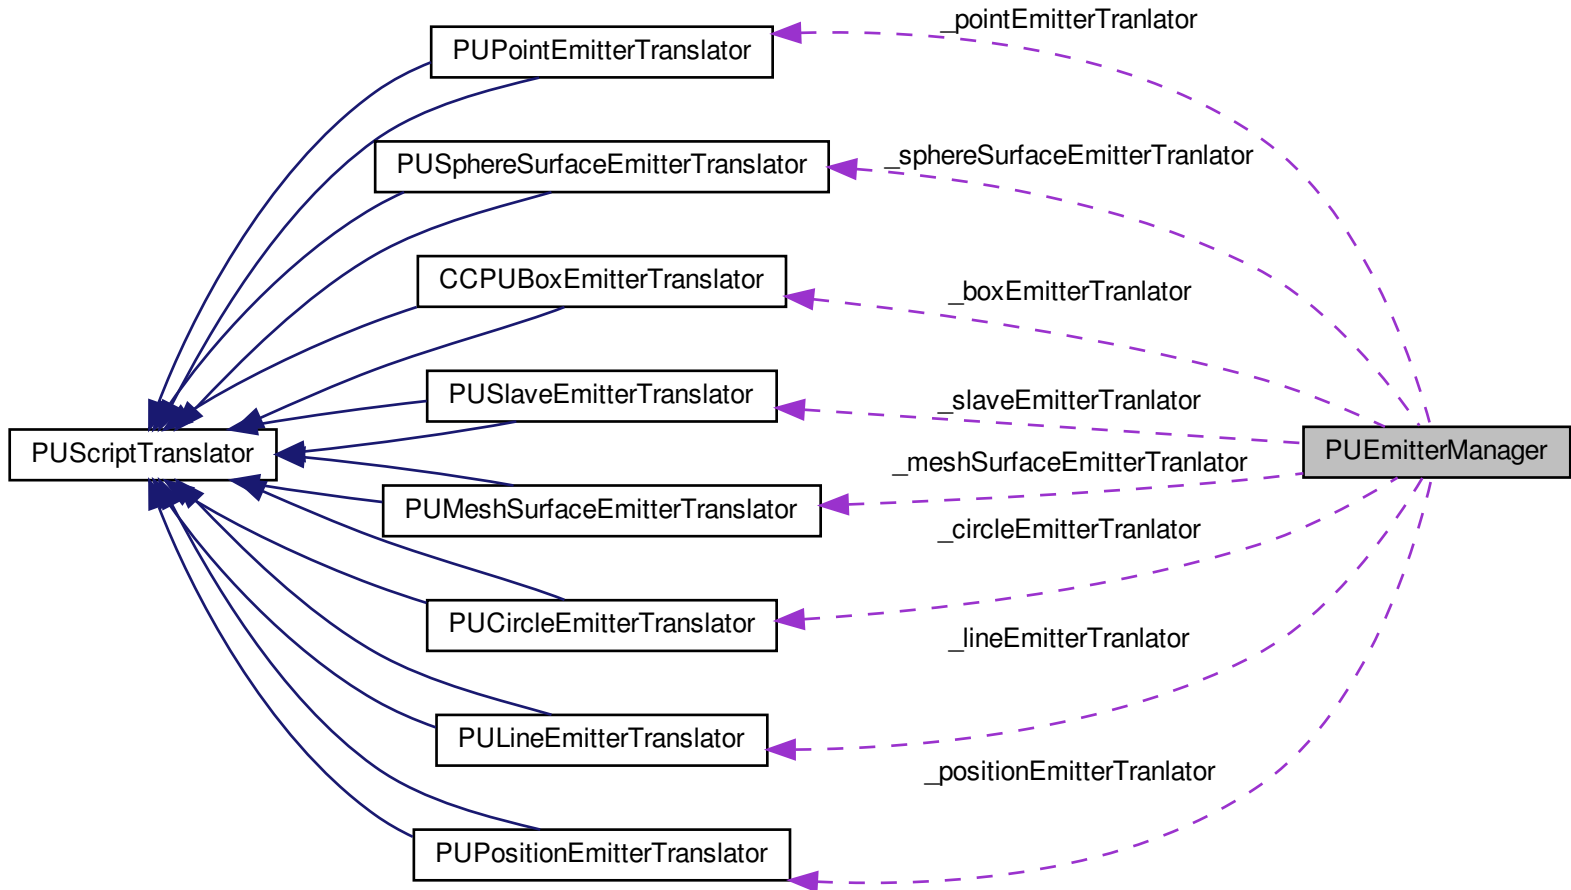 _pointEmitterTranlator
PUPointEmitterTranslator
_sphereSurfaceEmitterTranlator
PUSphereSurfaceEmitterTranslator
CCPUBoxEmitterTranslator
_boxEmitterTranlator
PUSlaveEmitterTranslator
_slaveEmitterTranlator
PUScriptTranslator
PUEmitterManager
_meshSurfaceEmitterTranlator
PUMeshSurfaceEmitterTranslator
_circleEmitterTranlator
PUCircleEmitterTranslator
_lineEmitterTranlator
PULineEmitterTranslator
_positionEmitterTranlator
PUPositionEmitterTranslator